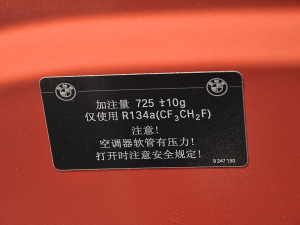 加注量 725 ±10g
仅使用 R134a(CF₃CH₂F)
注意!
空调器软管有压力!
打开时注意安全规定!
9 247 150